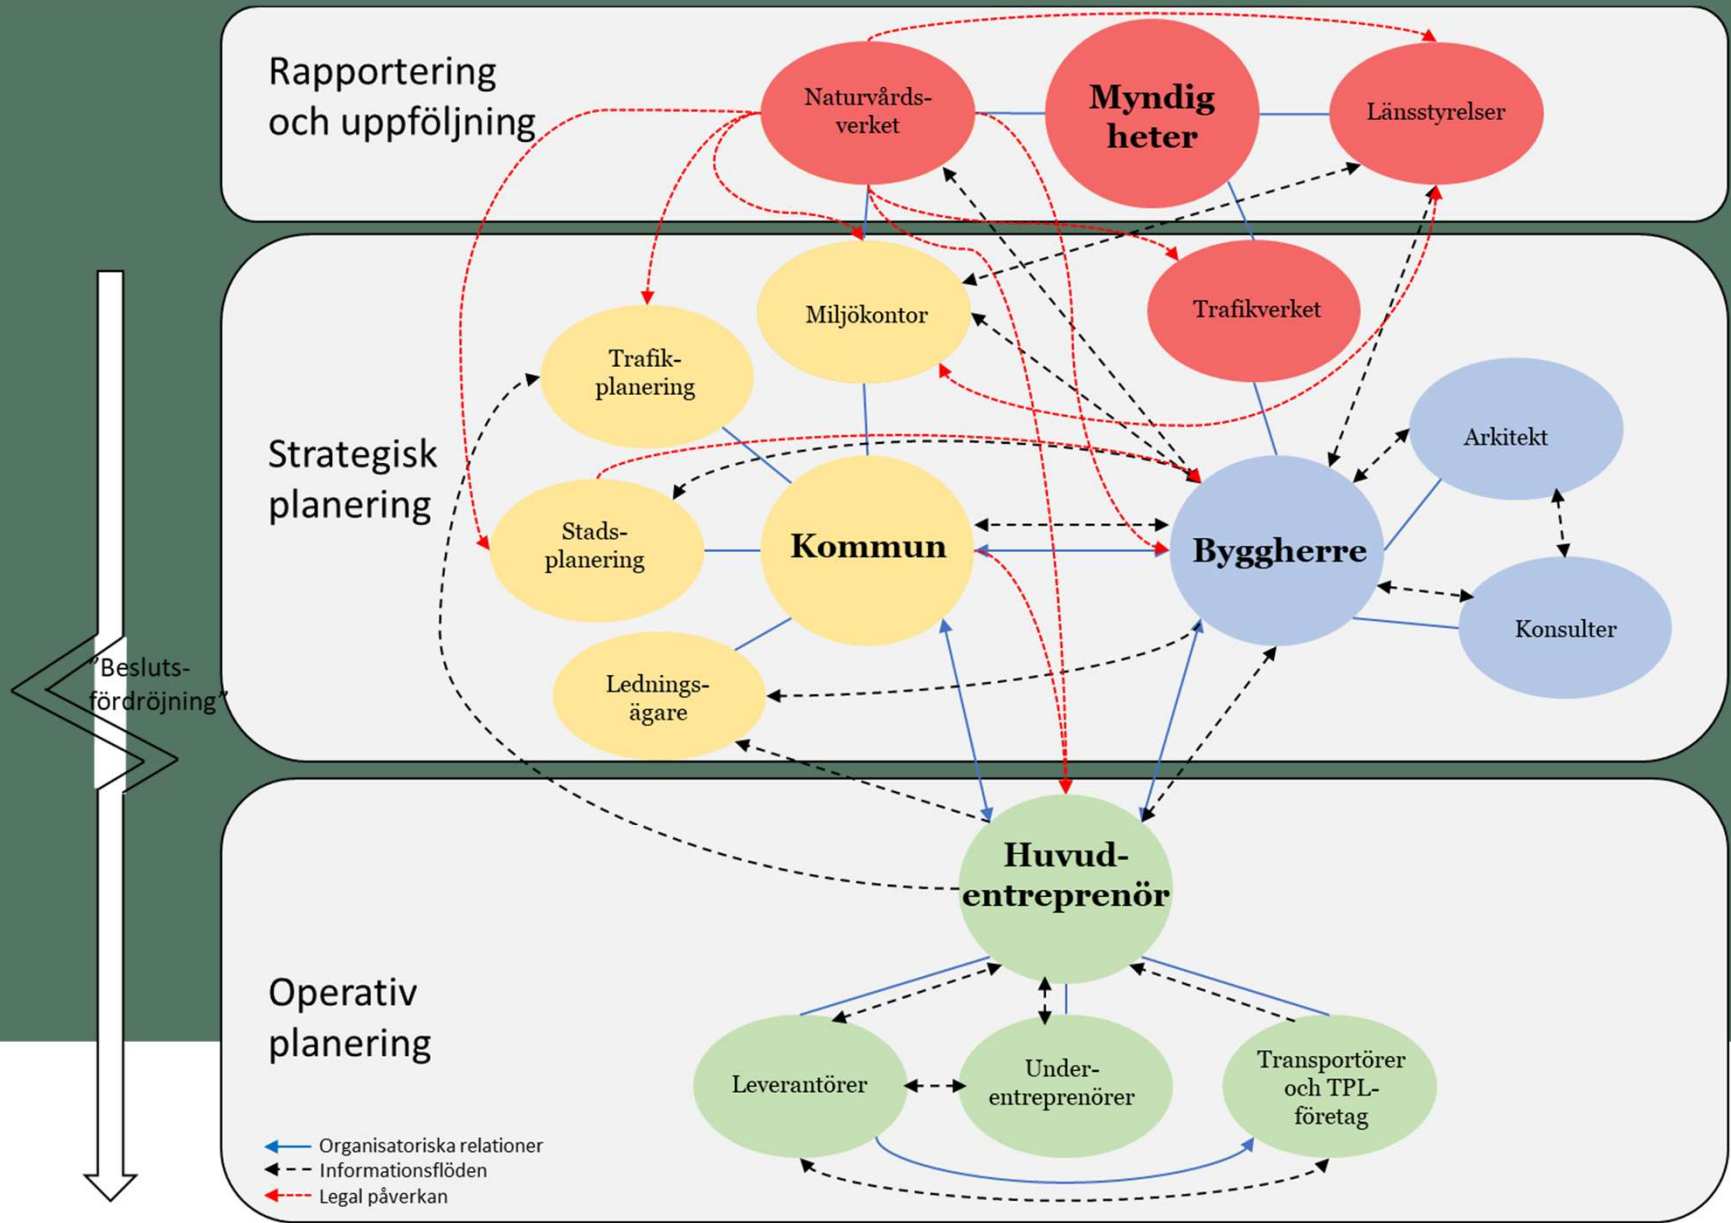 Rapportering
och uppföljning
Naturvårds-
verket
Myndig
heter
Länsstyrelser
Strategisk
planering
Miljökontor
Trafikverket
Trafik-
planering
Arkitekt
Stads-
planering
Kommun
Byggherre
Konsulter
Lednings-
ägare
”Besluts-
fördröjning”
Operativ
planering
Huvud-
entreprenör
Leverantörer
Under-
entreprenörer
Transportörer
och TPL-
företag
Organisatoriska relationer
Informationsflöden
Legal påverkan